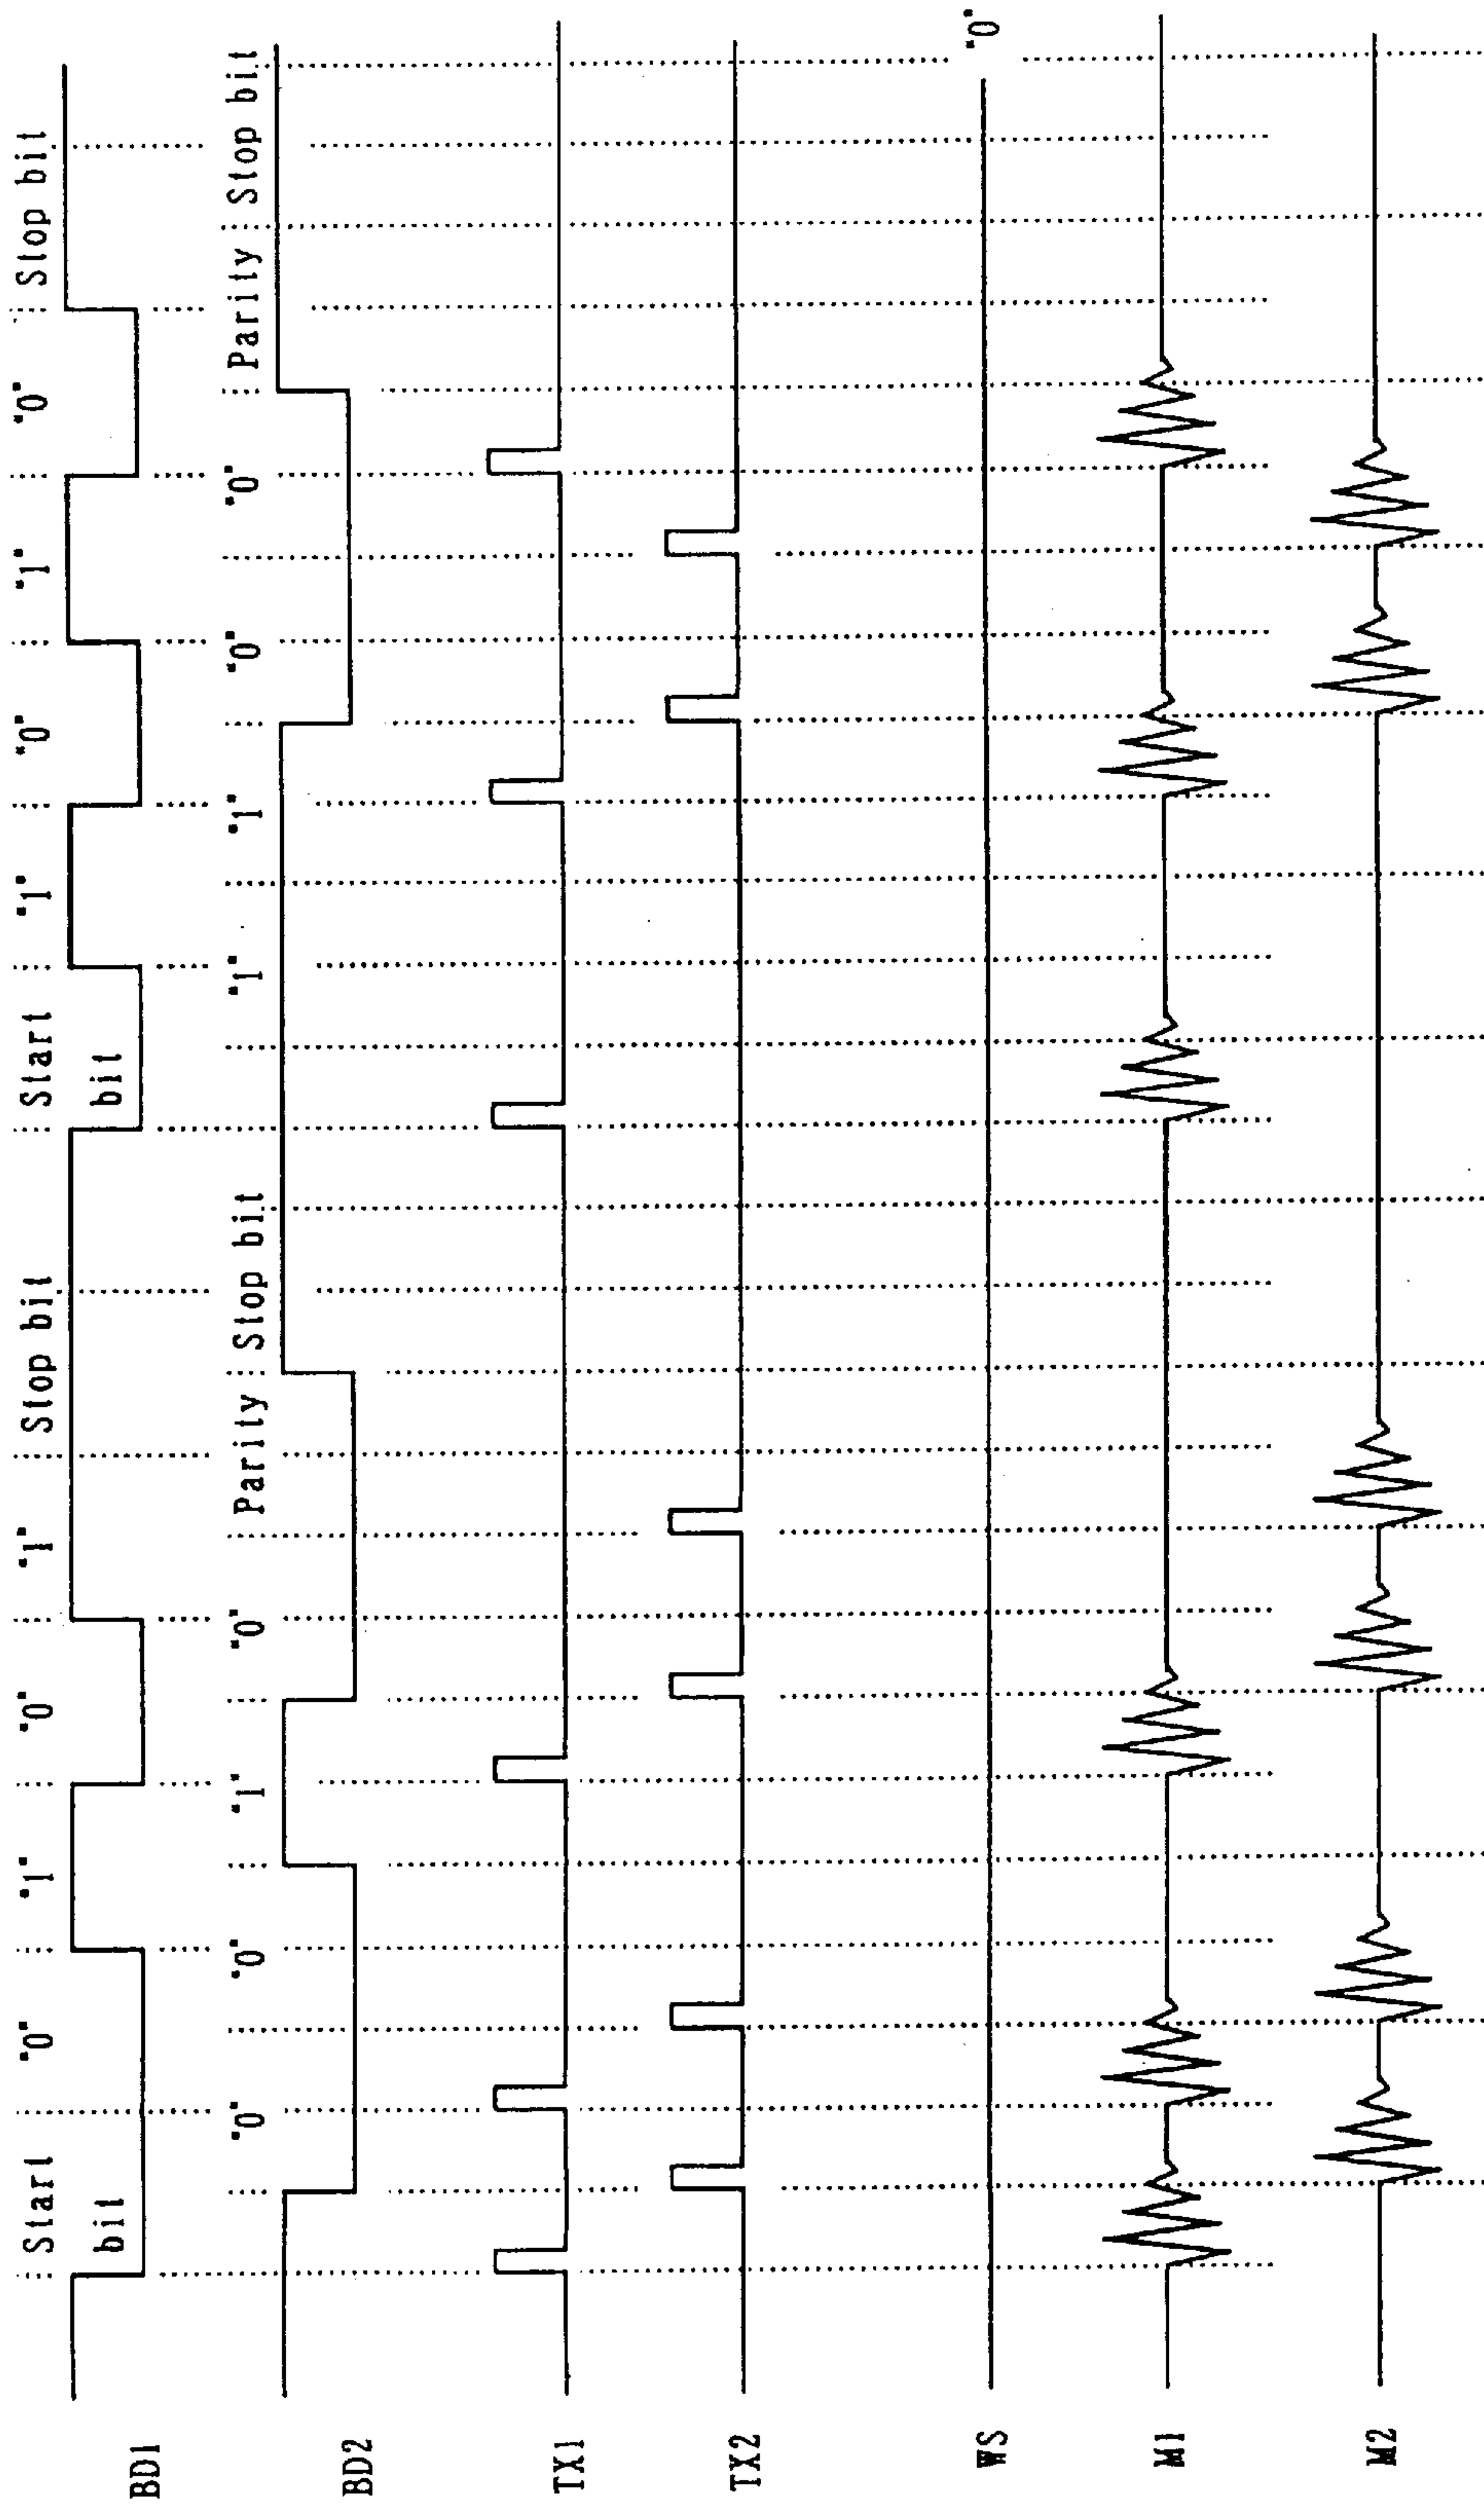 Start "0" "1" "0" "1" Stop bit Start "1" "0" "1" "0" Stop bit
bit bit
BD1
"0" "0" "1" "0" Parity Stop bit "1" "1" "0" "0" Parity Stop bit
BD2
TX1
TX2
WS "0"
M1
M2